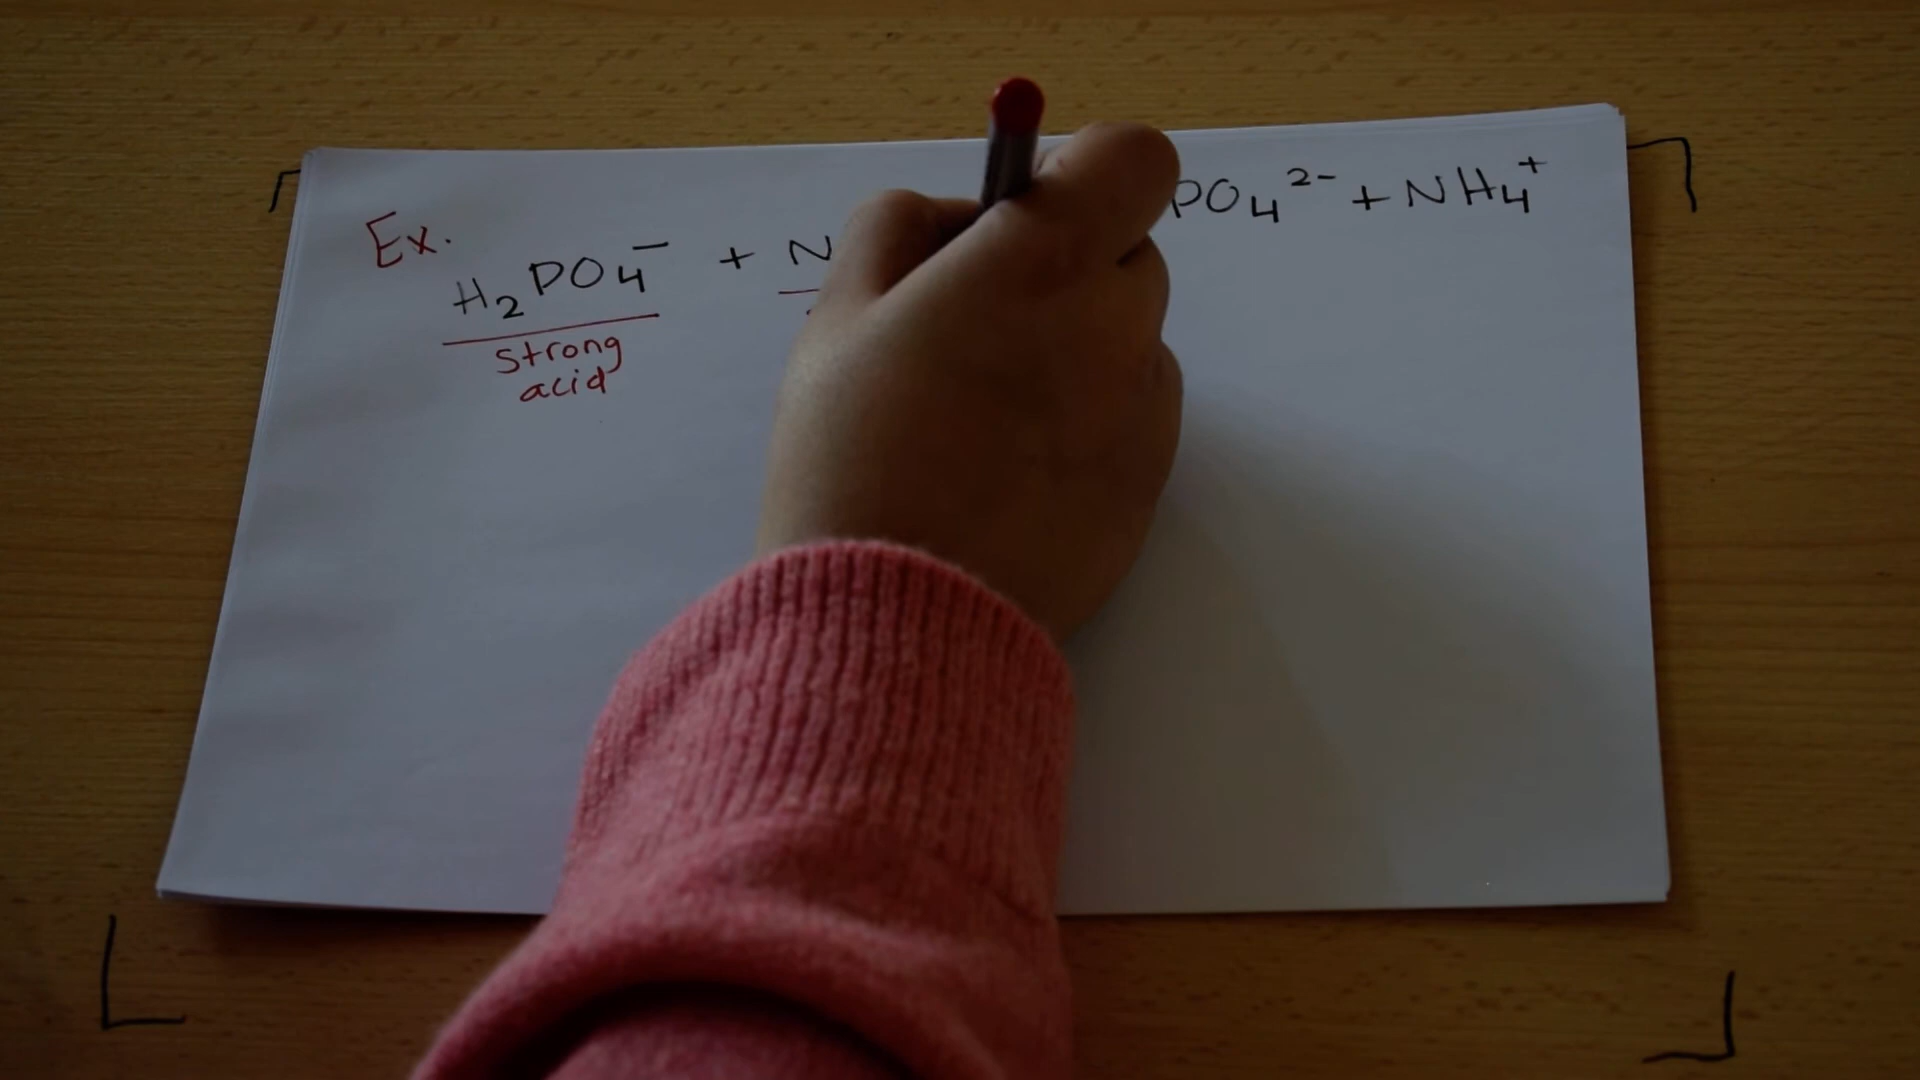 Ex.
H₂PO₄⁻ + N PO₄²⁻ + NH₄⁺
strong
acid